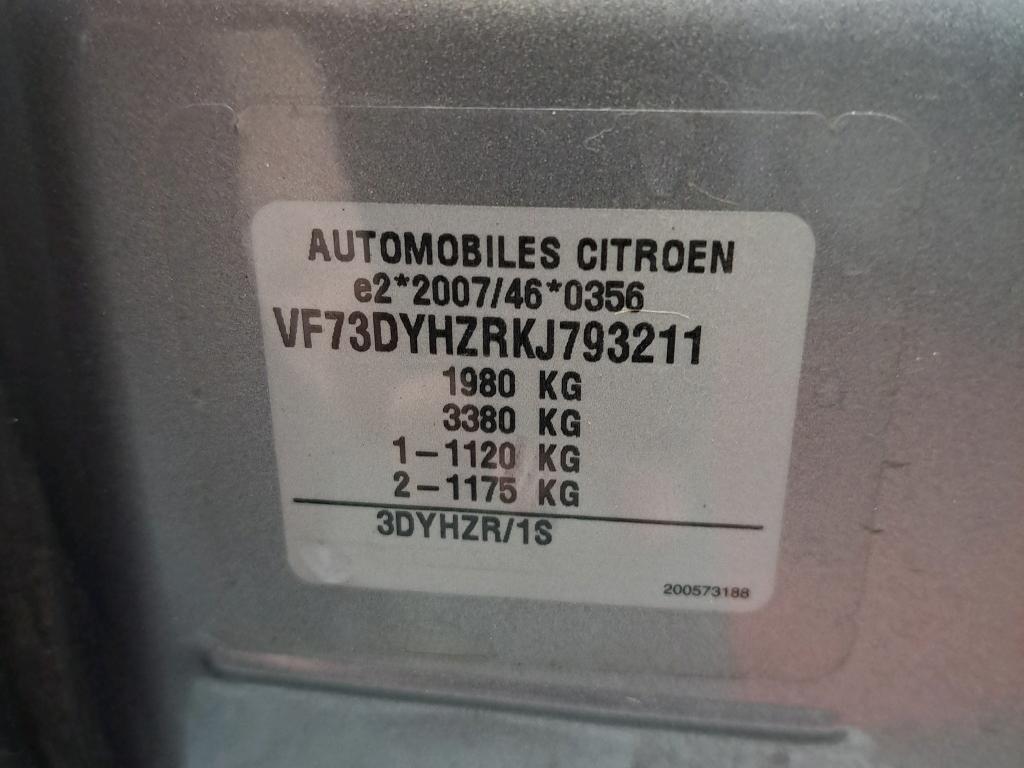 AUTOMOBILES CITROEN
e2*2007/46*0356
VF73DYHZRKJ793211
1980 KG
3380 KG
1-1120 KG
2-1175 KG
3DYHZR/1S
200573188